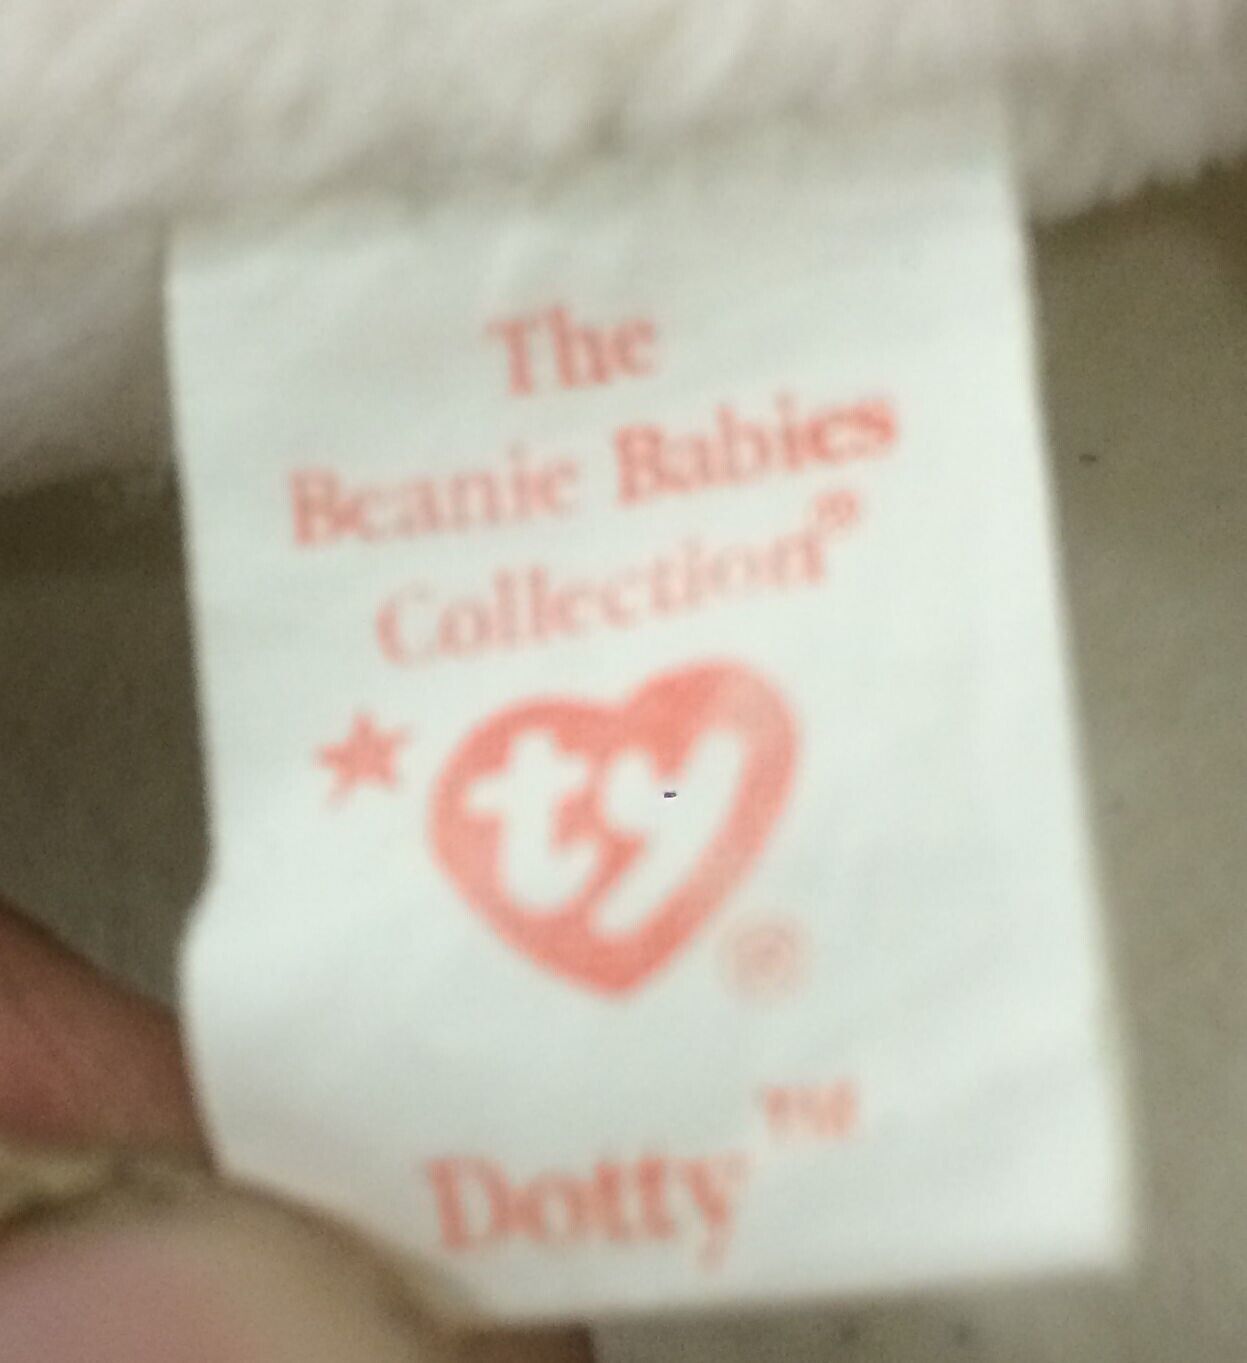 The
Beanie Babies
Collection®
ty ®
Dotty™